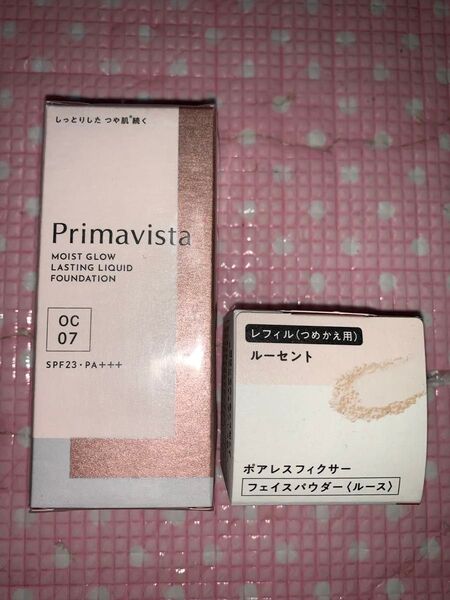 しっとりした つや肌*続く
Primavista
MOIST GLOW
LASTING LIQUID
FOUNDATION
OC
07
SPF23・PA+++
レフィル(つめかえ用)
ルーセント
ポアレスフィクサー
フェイスパウダー〈ルース〉